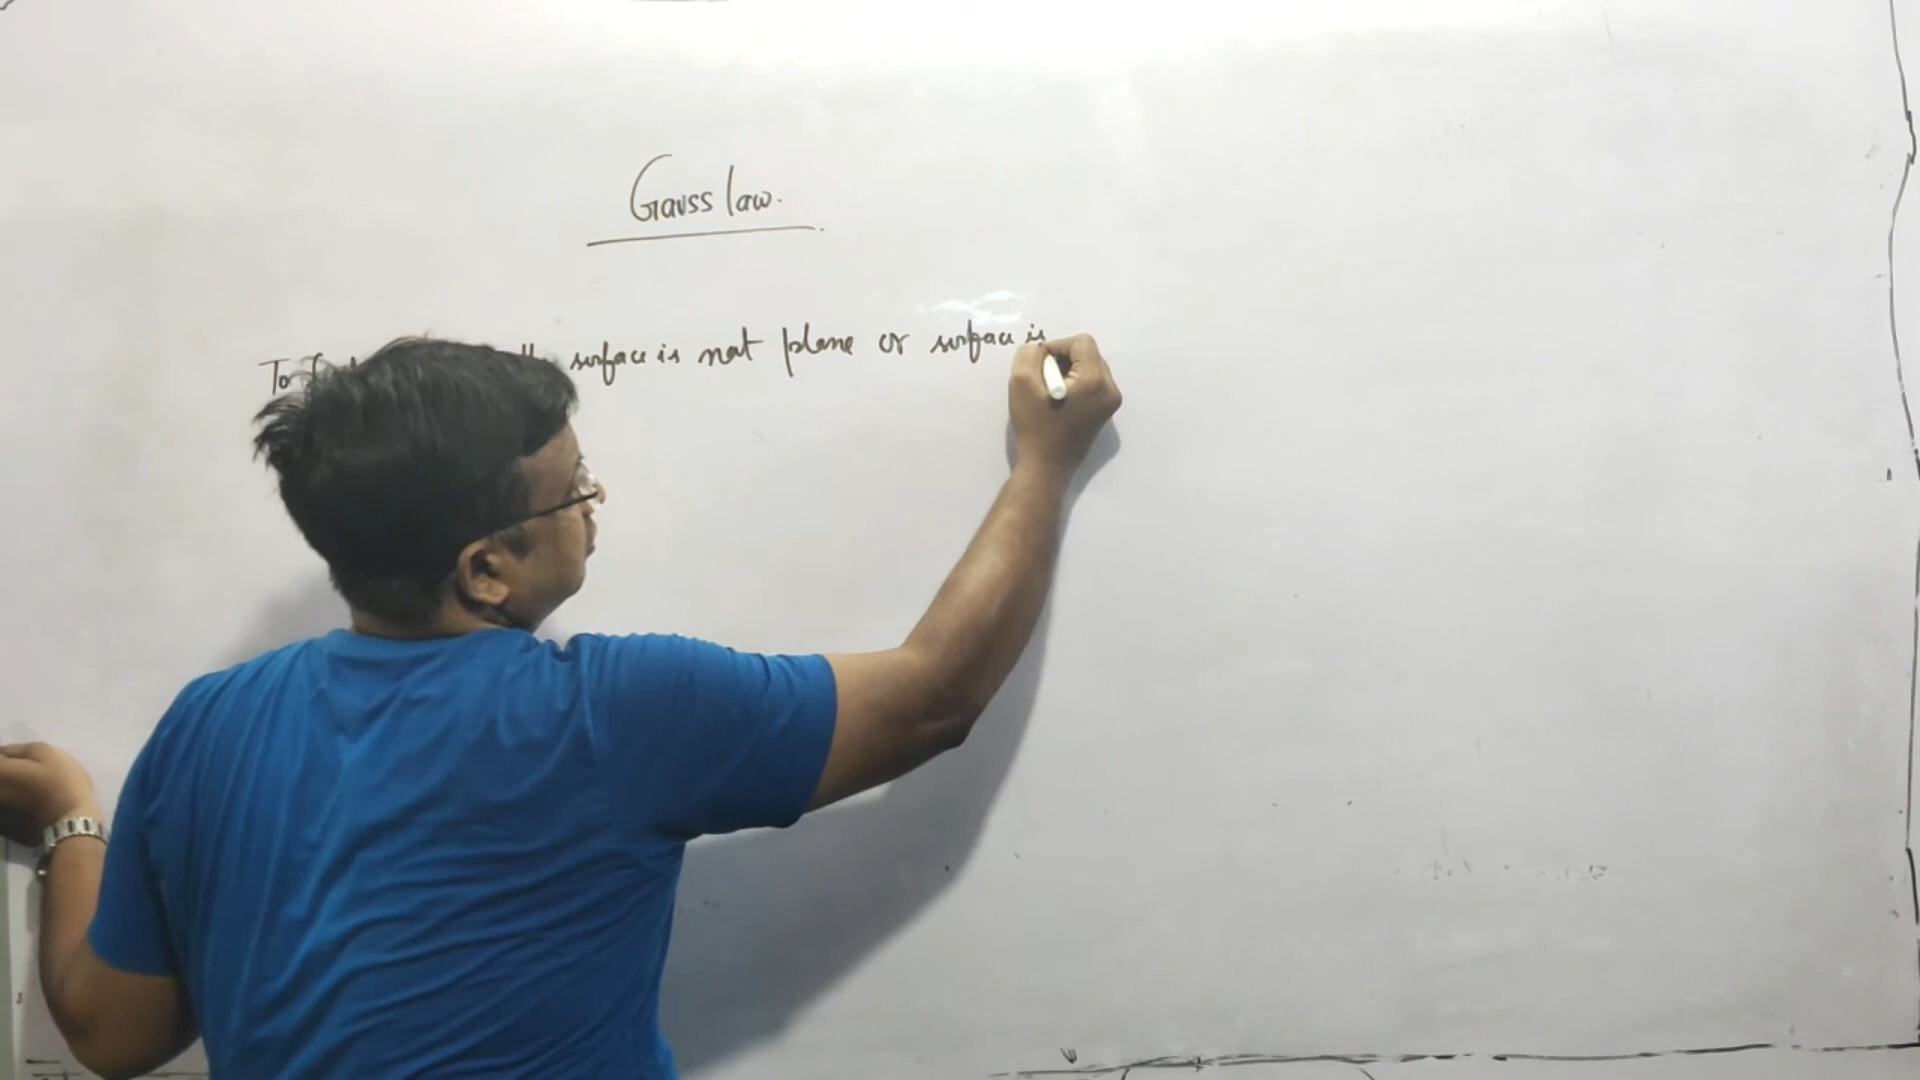 Gauss law.
To surface is not plane or surface is